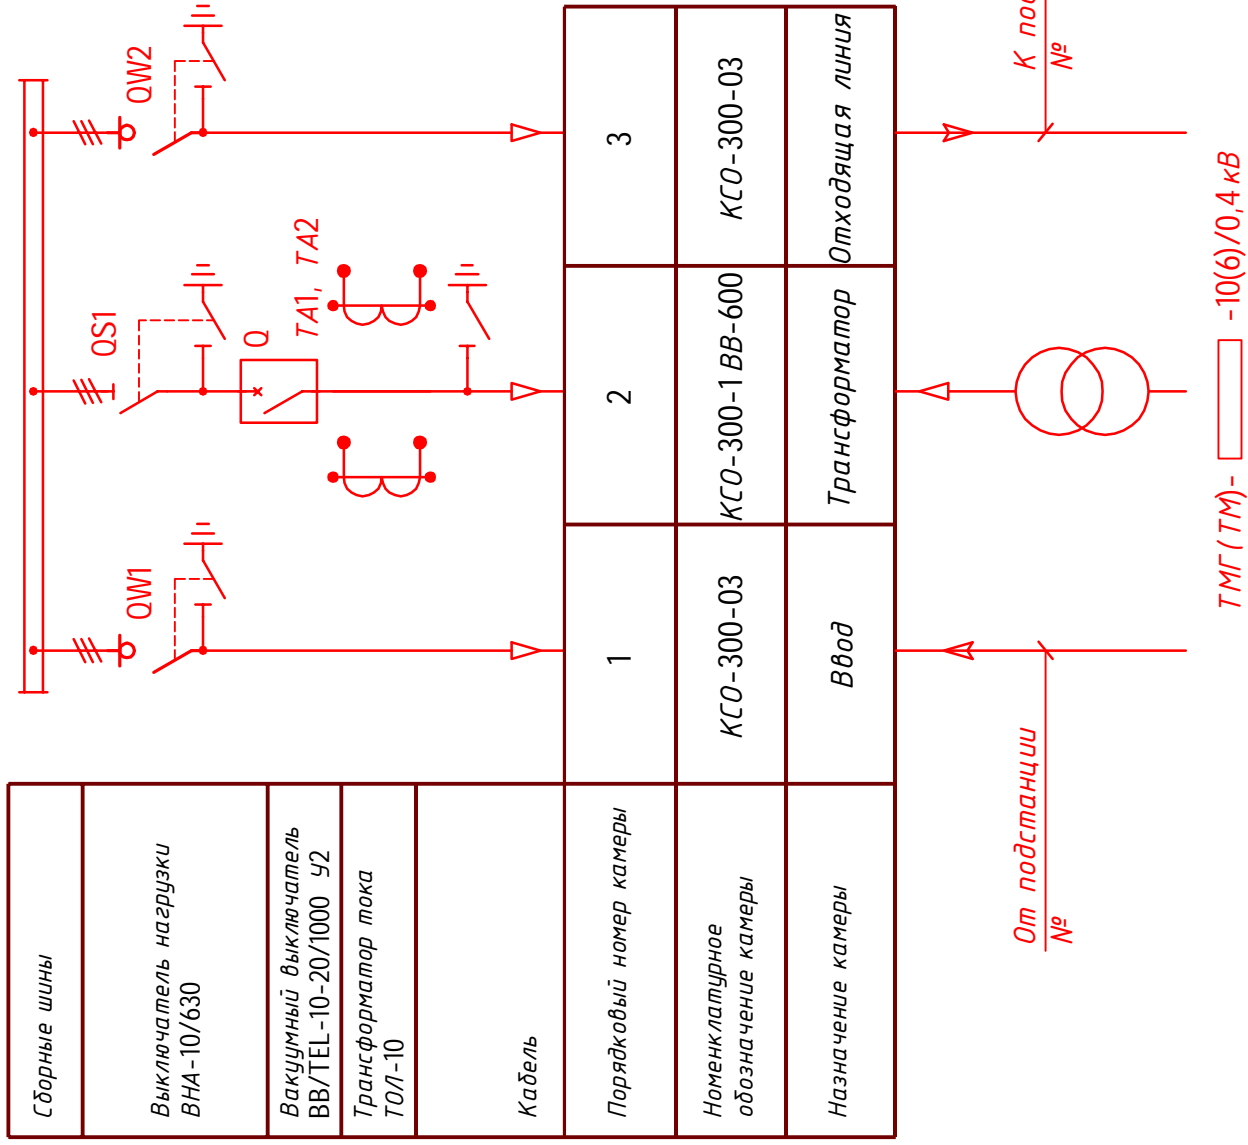 QW1
QS1
QW2
Q
TA1, TA2
Сборные шины
Выключатель нагрузки
ВНА-10/630
Вакуумный выключатель
ВВ/TEL-10-20/1000 У2
Трансформатор тока
ТОЛ-10
Кабель
Порядковый номер камеры
1
2
3
Номенклатурное
обозначение камеры
КСО-300-03
КСО-300-1 ВВ-600
КСО-300-03
Назначение камеры
Ввод
Трансформатор
Отходящая линия
От подстанции
№
К
№
ТМГ(ТМ)- -10(6)/0,4 кВ